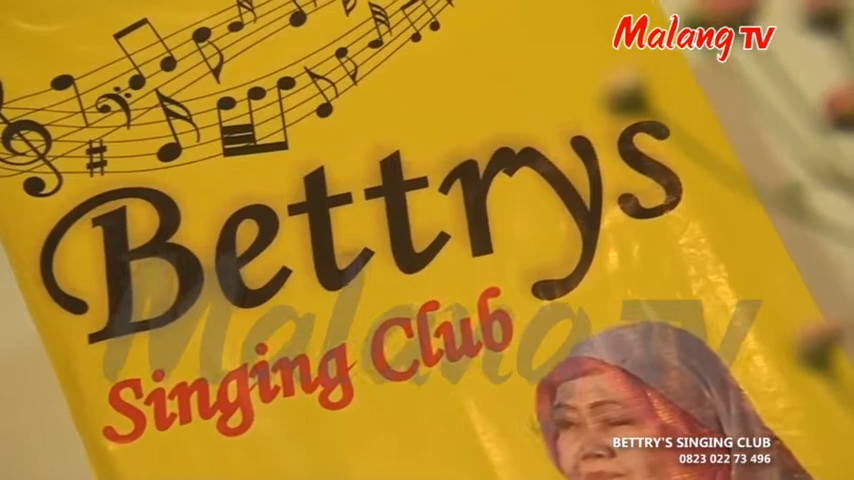 Malang TV
Bettrys
Malang TV
Singing Club
BETTRY'S SINGING CLUB
0823 022 73 496